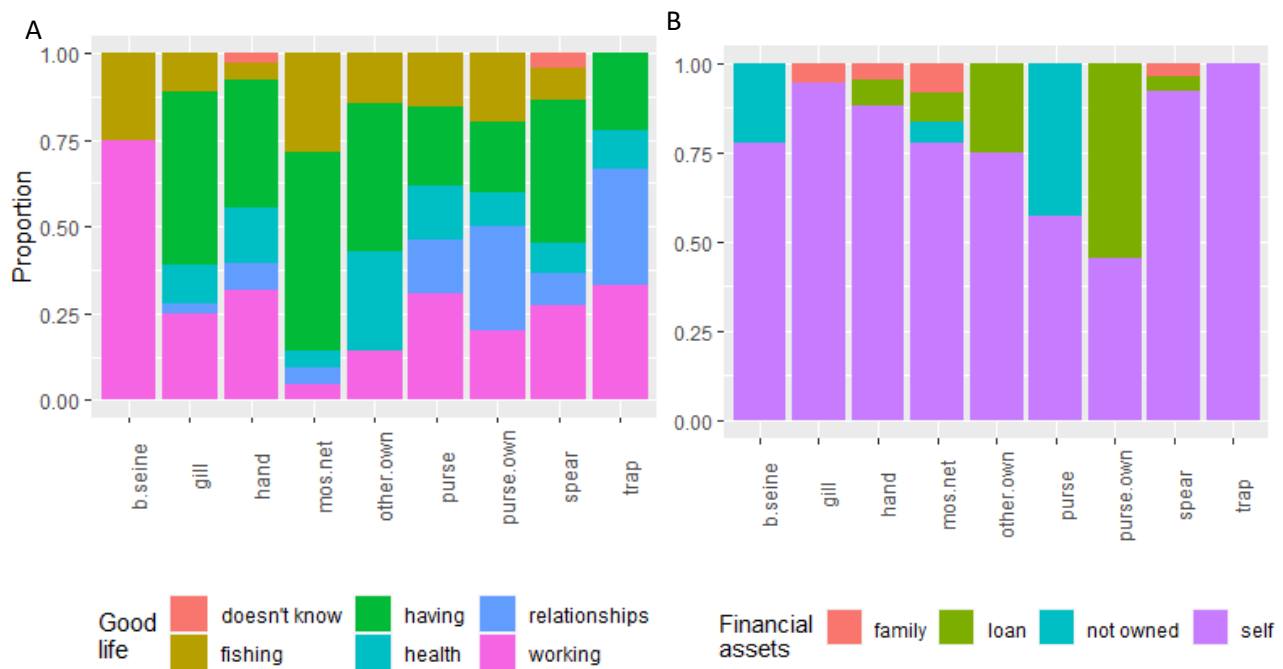 A
Proportion
1.00
0.75
0.50
0.25
0.00
b.seine
gill
hand
mos.net
other.own
purse
purse.own
spear
trap
Good
life
doesn't know
having
relationships
fishing
health
working
B
1.00
0.75
0.50
0.25
0.00
b.seine
gill
hand
mos.net
other.own
purse
purse.own
spear
trap
Financial
assets
family
loan
not owned
self